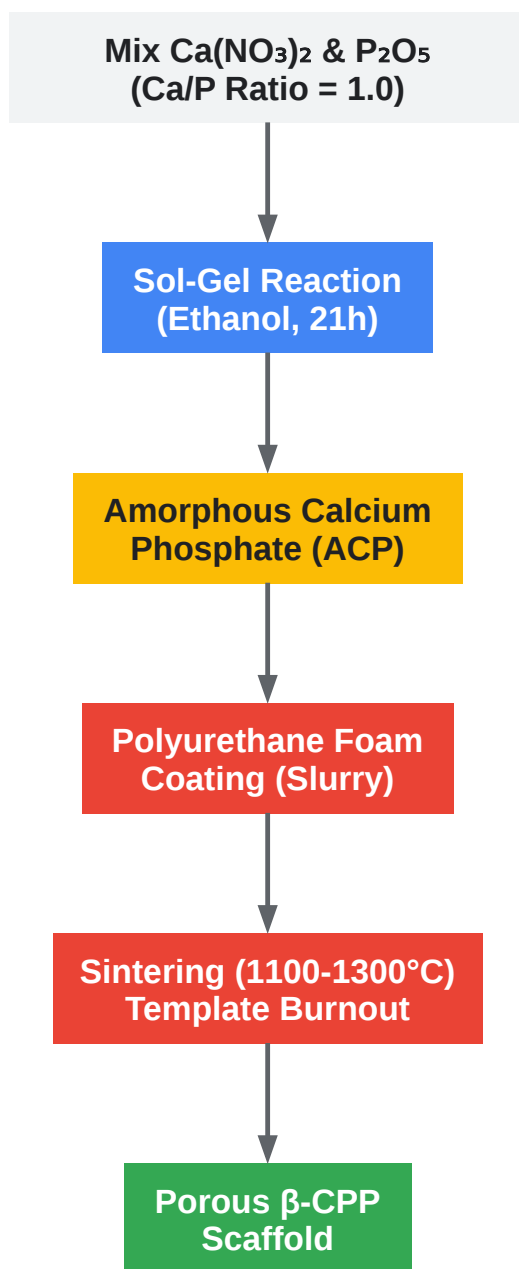 Mix Ca(NO₃)₂ & P₂O₅
(Ca/P Ratio = 1.0)
Sol-Gel Reaction
(Ethanol, 21h)
Amorphous Calcium
Phosphate (ACP)
Polyurethane Foam
Coating (Slurry)
Sintering (1100-1300°C)
Template Burnout
Porous β-CPP
Scaffold